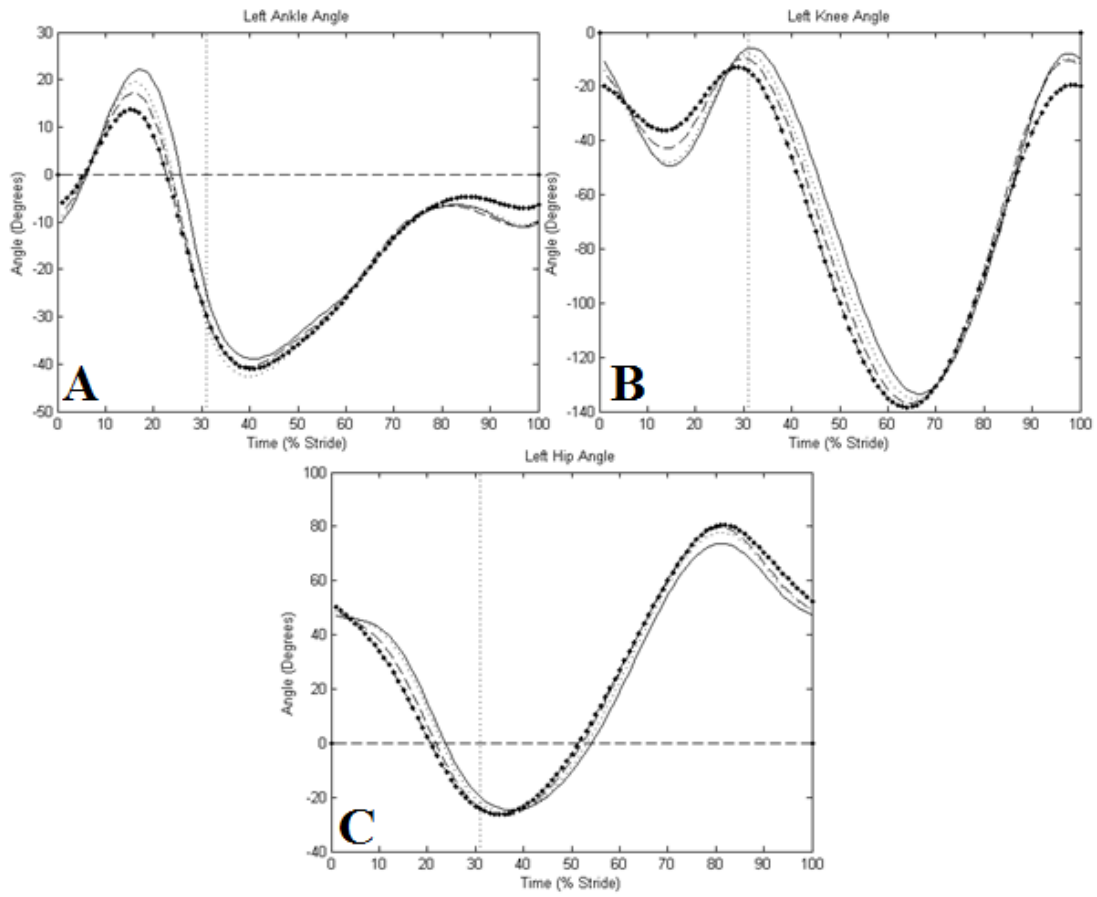 Left Ankle Angle
30
20
10
0
-10
-20
-30
-40
-50
Angle (Degrees)
A
0 10 20 30 40 50 60 70 80 90 100
Time (% Stride)
Left Knee Angle
0
-20
-40
-60
-80
-100
-120
-140
Angle (Degrees)
B
0 10 20 30 40 50 60 70 80 90 100
Time (% Stride)
Left Hip Angle
100
80
60
40
20
0
-20
-40
Angle (Degrees)
C
0 10 20 30 40 50 60 70 80 90 100
Time (% Stride)